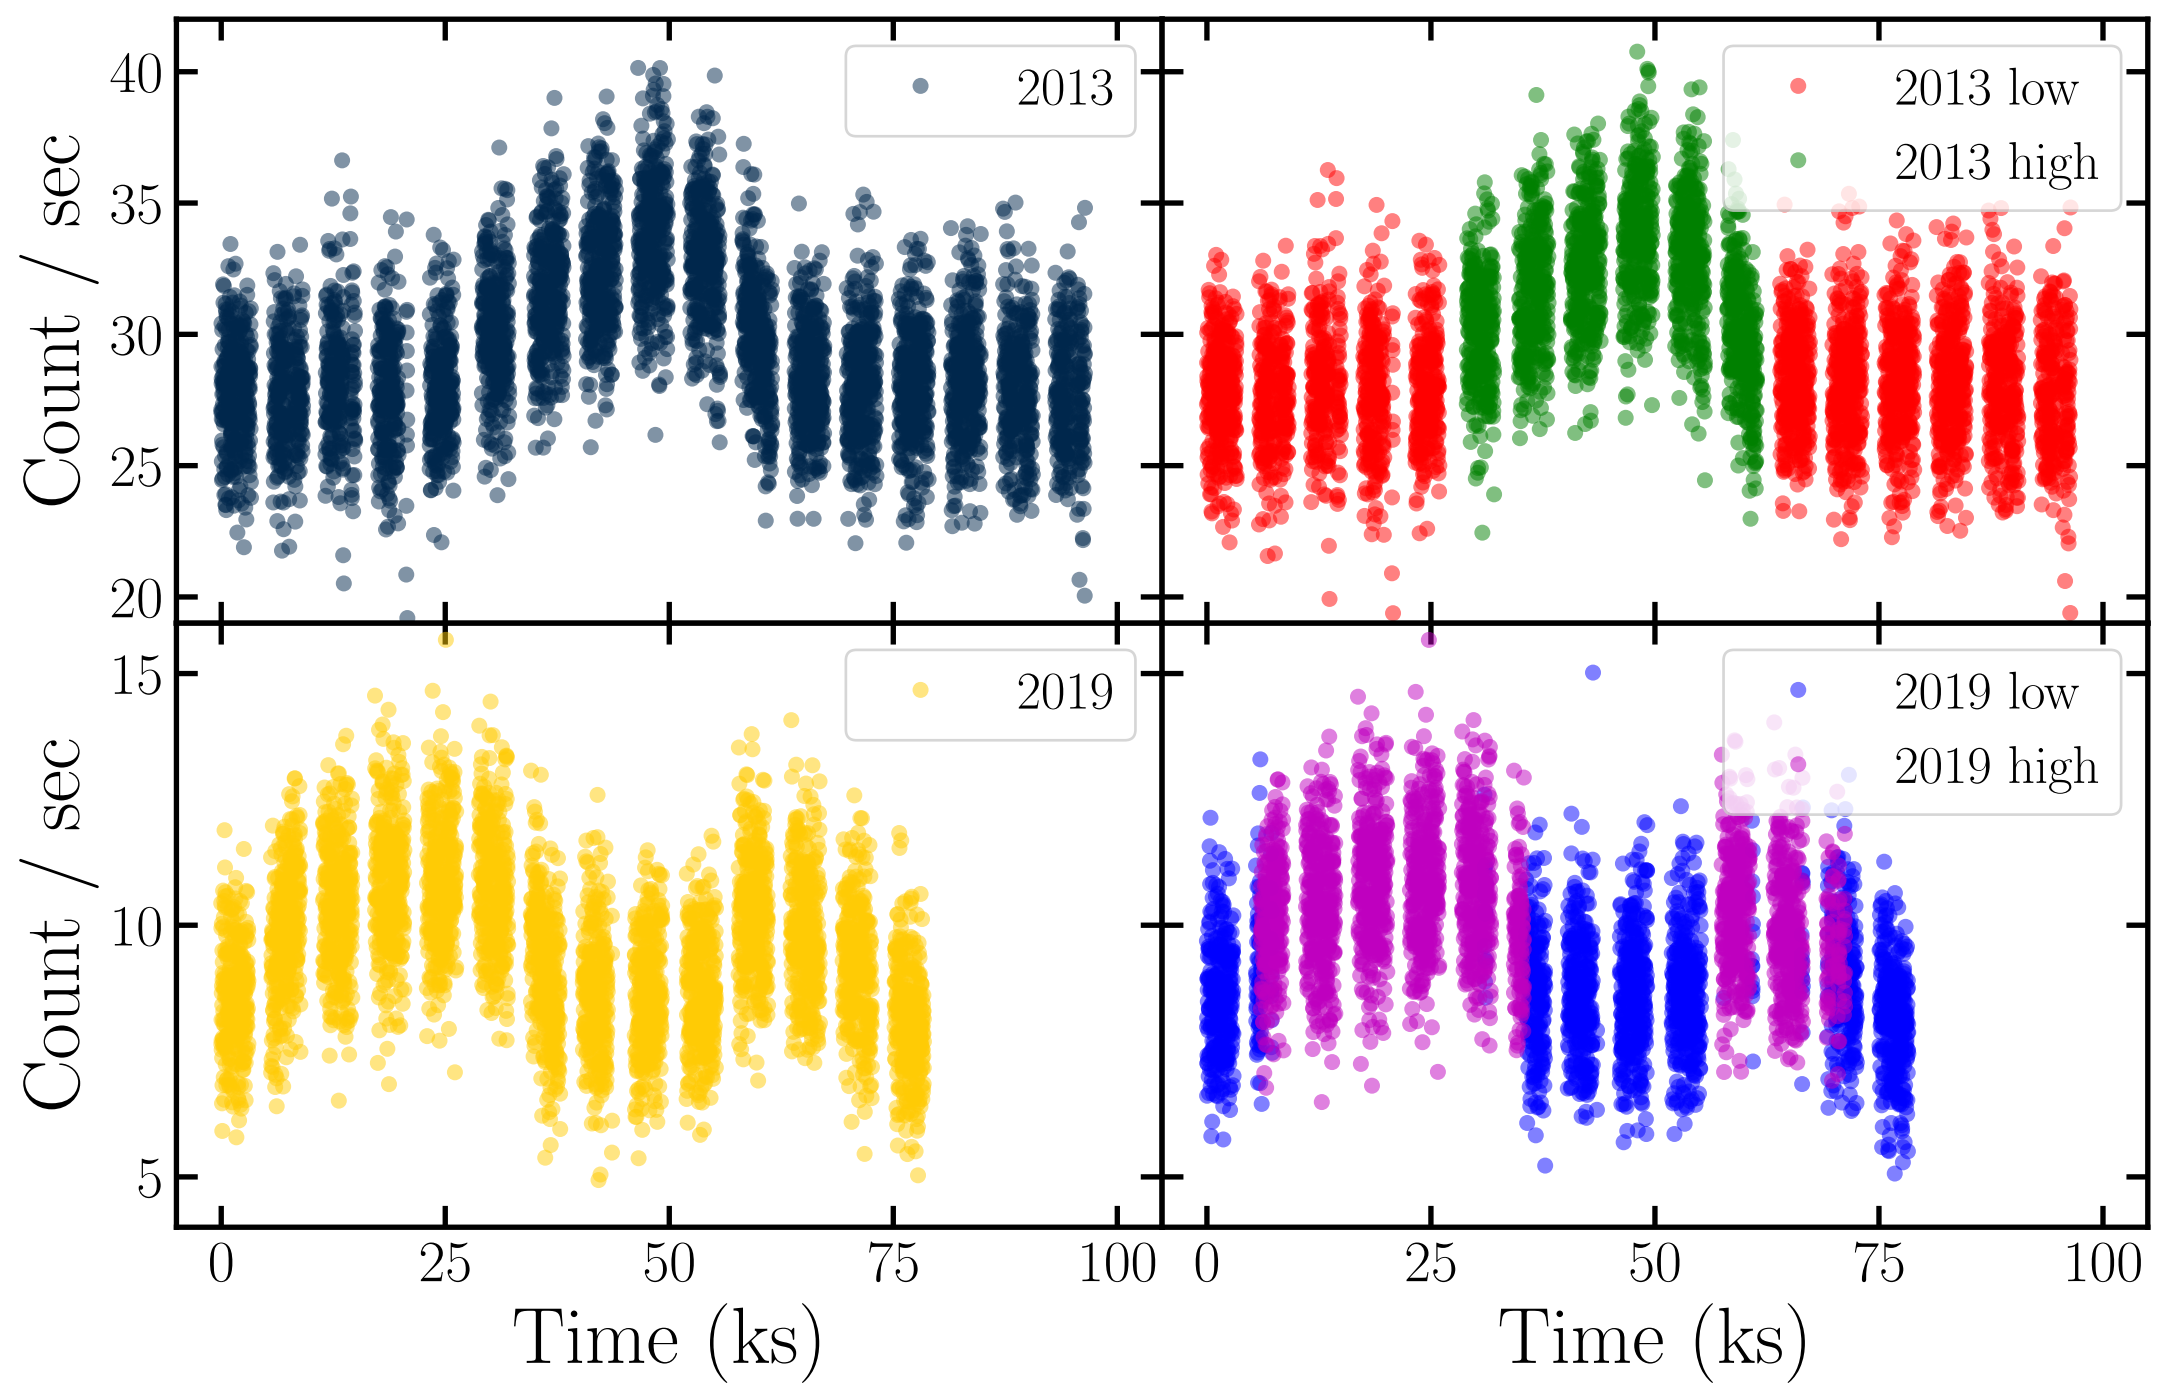 Count / sec
40
35
30
25
20
2013
2013 low
2013 high
Count / sec
15
10
5
2019
2019 low
2019 high
0 25 50 75 100
0 25 50 75 100
Time (ks)
Time (ks)